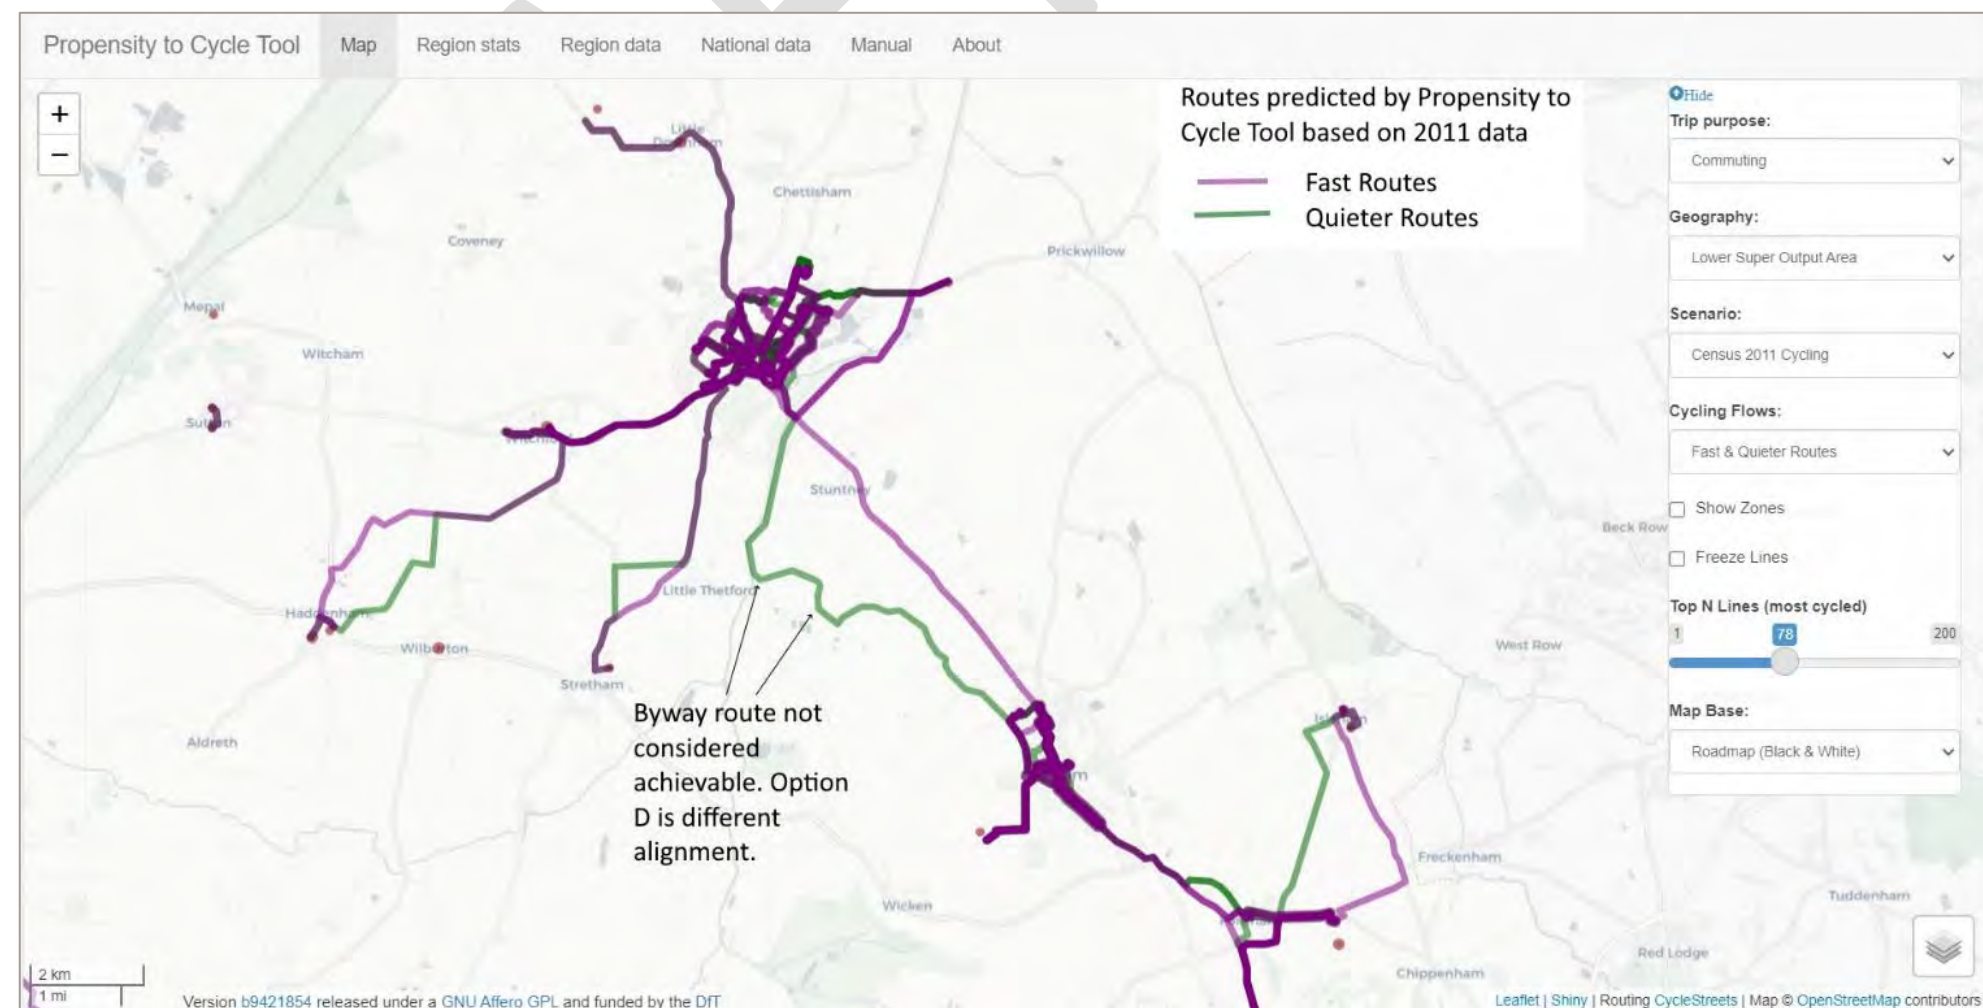 Propensity to Cycle Tool
Map
Region stats
Region data
National data
Manual
About
+
−
Routes predicted by Propensity to
Cycle Tool based on 2011 data
Fast Routes
Quieter Routes
Hide
Trip purpose:
Commuting
Geography:
Lower Super Output Area
Scenario:
Census 2011 Cycling
Cycling Flows:
Fast & Quieter Routes
Show Zones
Freeze Lines
Top N Lines (most cycled)
1
78
200
Map Base:
Roadmap (Black & White)
Little
Chettisham
Coveney
Prickwillow
Mepal
Witcham
Sutton
Stuntney
Beck Row
Little Thetford
Haddenham
Wilburton
Stretham
West Row
Aldreth
Byway route not
considered
achievable. Option
D is different
alignment.
Freckenham
Tuddenham
Wicken
Red Lodge
Chippenham
2 km
1 mi
Version b9421854 released under a GNU Affero GPL and funded by the DfT
Leaflet | Shiny | Routing CycleStreets | Map © OpenStreetMap contributors